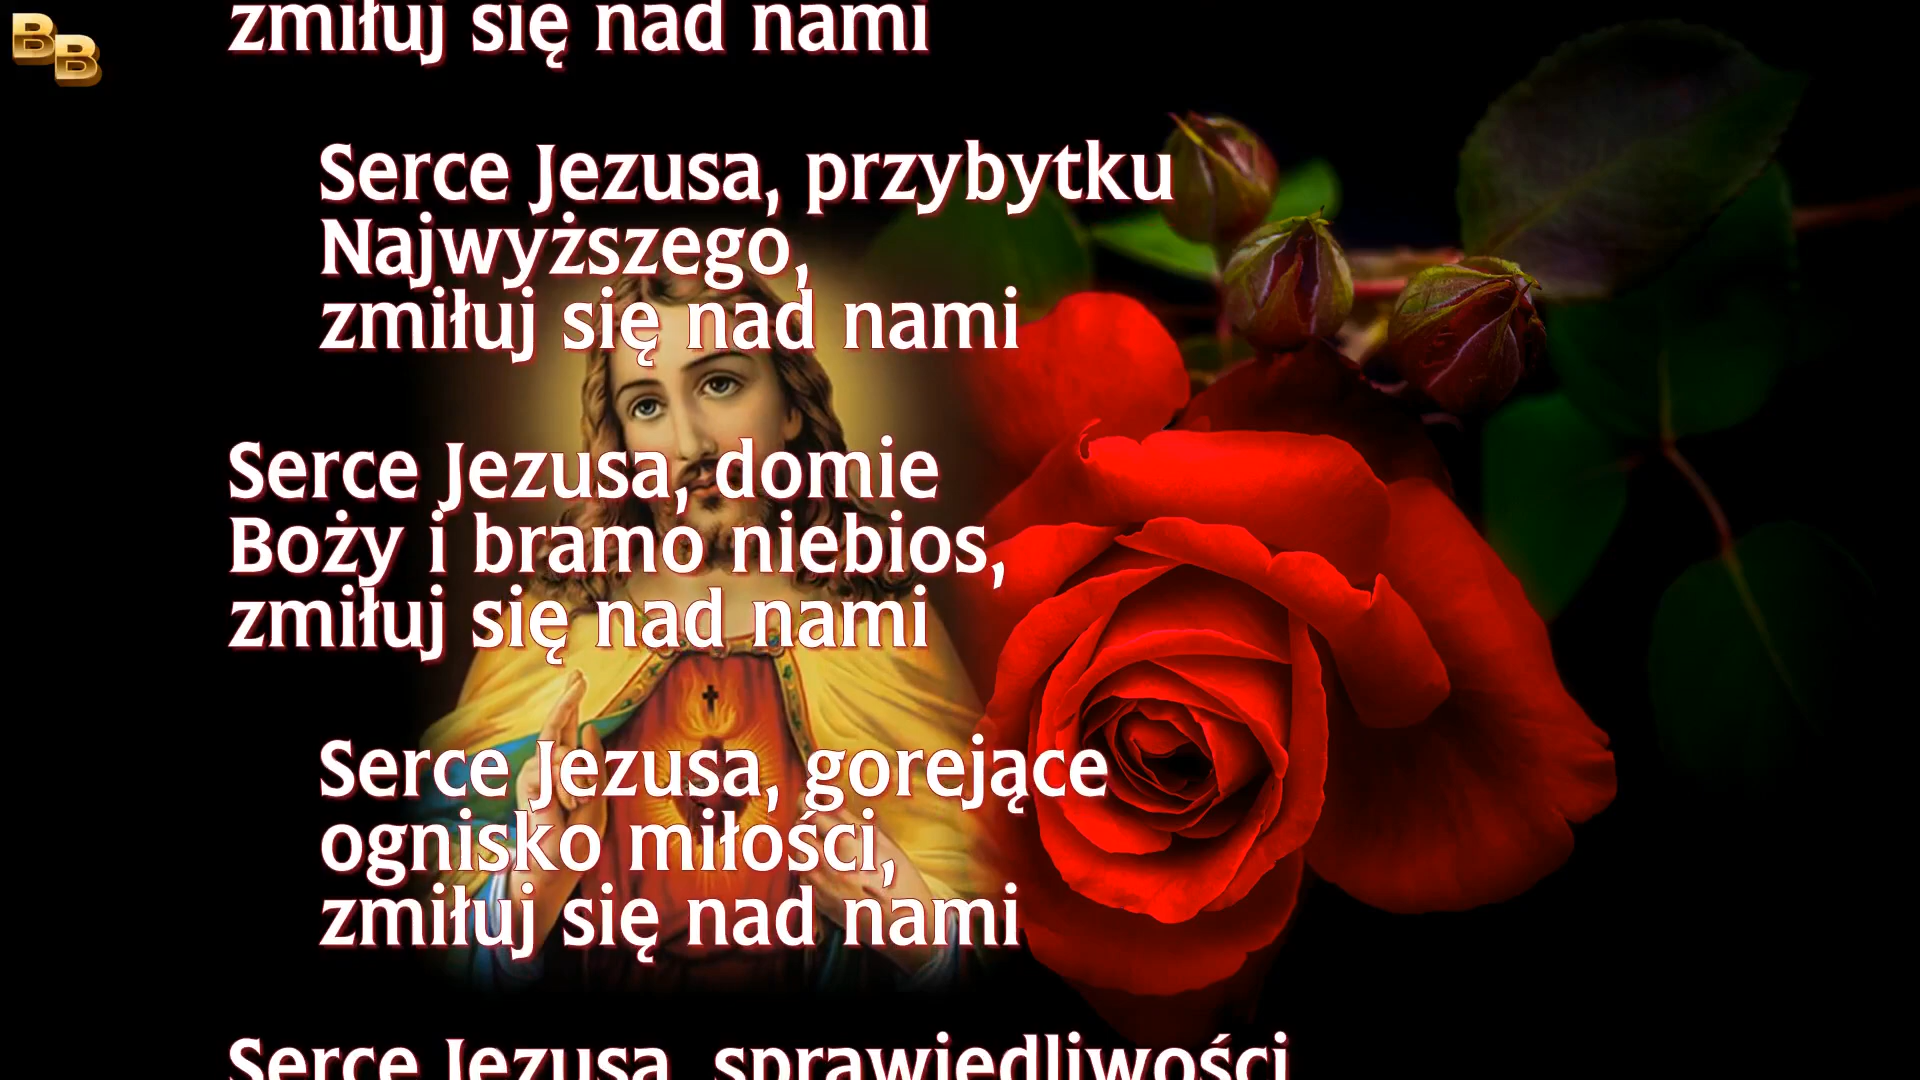 BB
zmiłuj się nad nami
Serce Jezusa, przybytku
Najwyższego,
zmiłuj się nad nami
Serce Jezusa, domie
Boży i bramo niebios,
zmiłuj się nad nami
Serce Jezusa, gorejące
ognisko miłości,
zmiłuj się nad nami
Serce Jezusa, sprawiedliwości